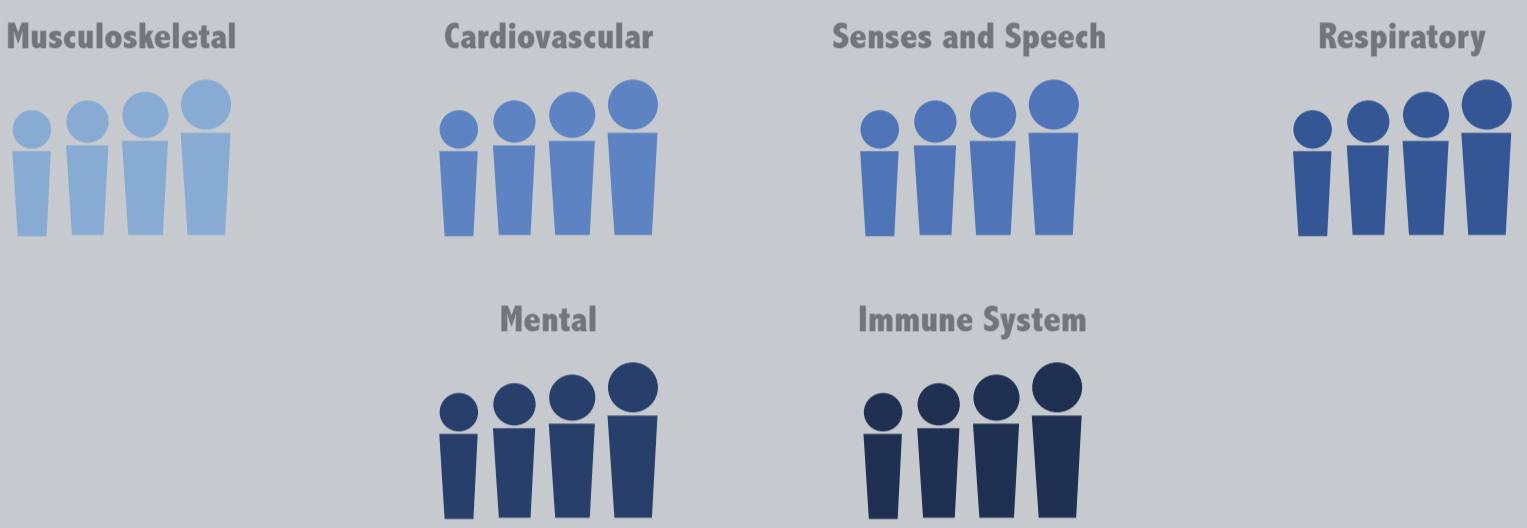 Musculoskeletal
Cardiovascular
Senses and Speech
Respiratory
Mental
Immune System